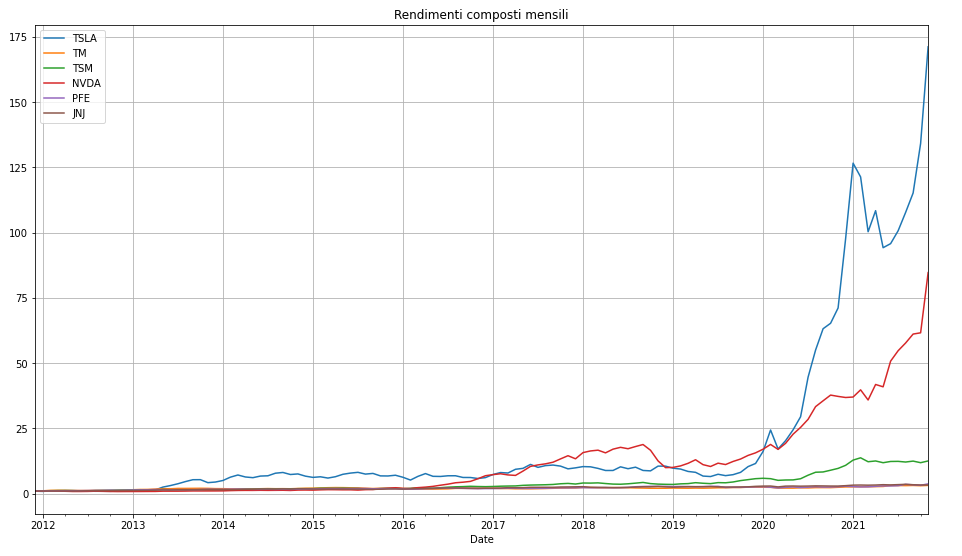 Rendimenti composti mensili
TSLA
TM
TSM
NVDA
PFE
JNJ
175
150
125
100
75
50
25
0
2012 2013 2014 2015 2016 2017 2018 2019 2020 2021
Date